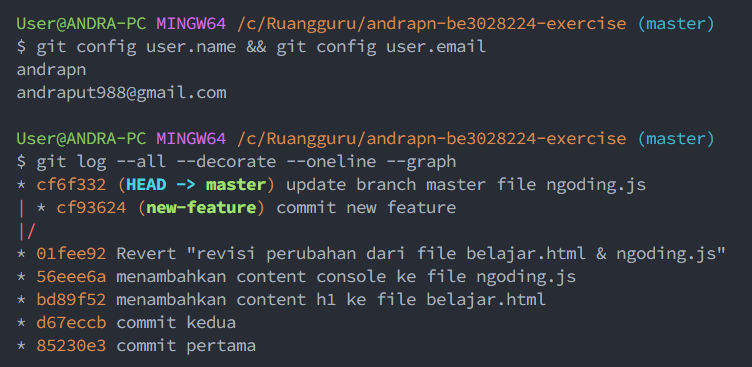 User@ANDRA-PC MINGW64 /c/Ruangguru/andrapn-be3028224-exercise (master)
$ git config user.name && git config user.email
andrapn
andraput988@gmail.com
User@ANDRA-PC MINGW64 /c/Ruangguru/andrapn-be3028224-exercise (master)
$ git log --all --decorate --oneline --graph
* cf6f332 (HEAD -> master) update branch master file ngoding.js
| * cf93624 (new-feature) commit new feature
|/
* 01fee92 Revert "revisi perubahan dari file belajar.html & ngoding.js"
* 56eee6a menambahkan content console ke file ngoding.js
* bd89f52 menambahkan content h1 ke file belajar.html
* d67eccb commit kedua
* 85230e3 commit pertama